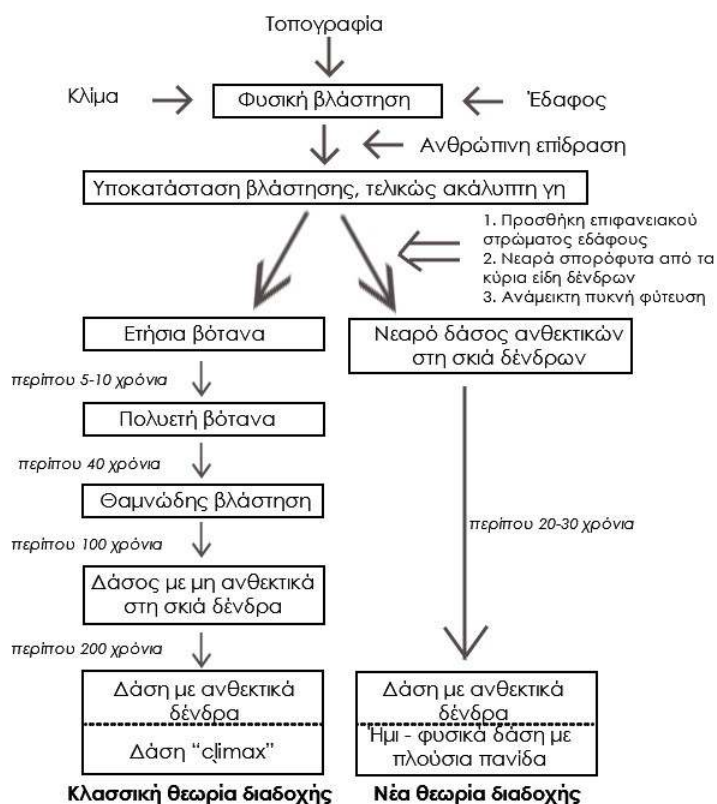 Τοπογραφία
Κλίμα
Φυσική βλάστηση
Έδαφος
Ανθρώπινη επίδραση
Υποκατάσταση βλάστησης, τελικώς ακάλυπτη γη
1. Προσθήκη επιφανειακού
στρώματος εδάφους
2. Νεαρά σπορόφυτα από τα
κύρια είδη δένδρων
3. Ανάμεικτη πυκνή φύτευση
Ετήσια βότανα
περίπου 5-10 χρόνια
Πολυετή βότανα
περίπου 40 χρόνια
Θαμνώδης βλάστηση
περίπου 100 χρόνια
Δάσος με μη ανθεκτικά
στη σκιά δένδρα
περίπου 200 χρόνια
Δάση με ανθεκτικά
δένδρα
Δάση “climax”
Κλασσική θεωρία διαδοχής
Νεαρό δάσος ανθεκτικών
στη σκιά δένδρων
περίπου 20-30 χρόνια
Δάση με ανθεκτικά
δένδρα
Ήμι - φυσικά δάση με
πλούσια πανίδα
Νέα θεωρία διαδοχής